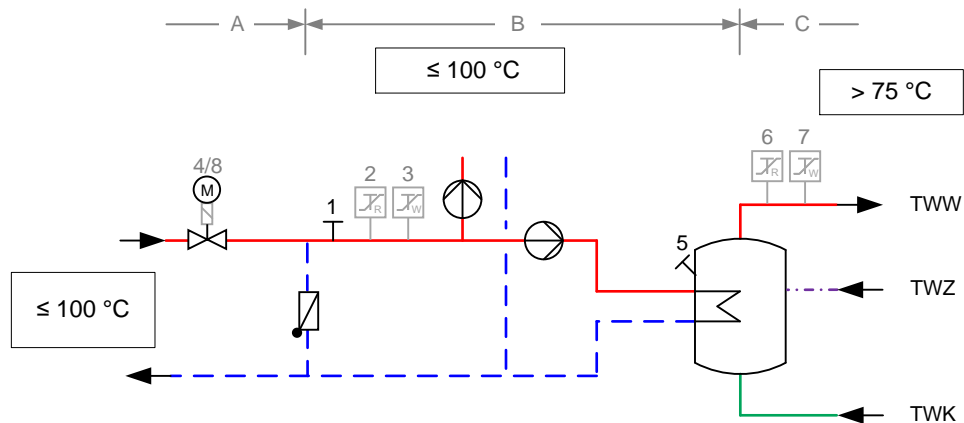 A B C
≤ 100 °C
> 75 °C
6 7
4/8
2 3
M
R W
R W
1
TWW
5
TWZ
≤ 100 °C
TWK